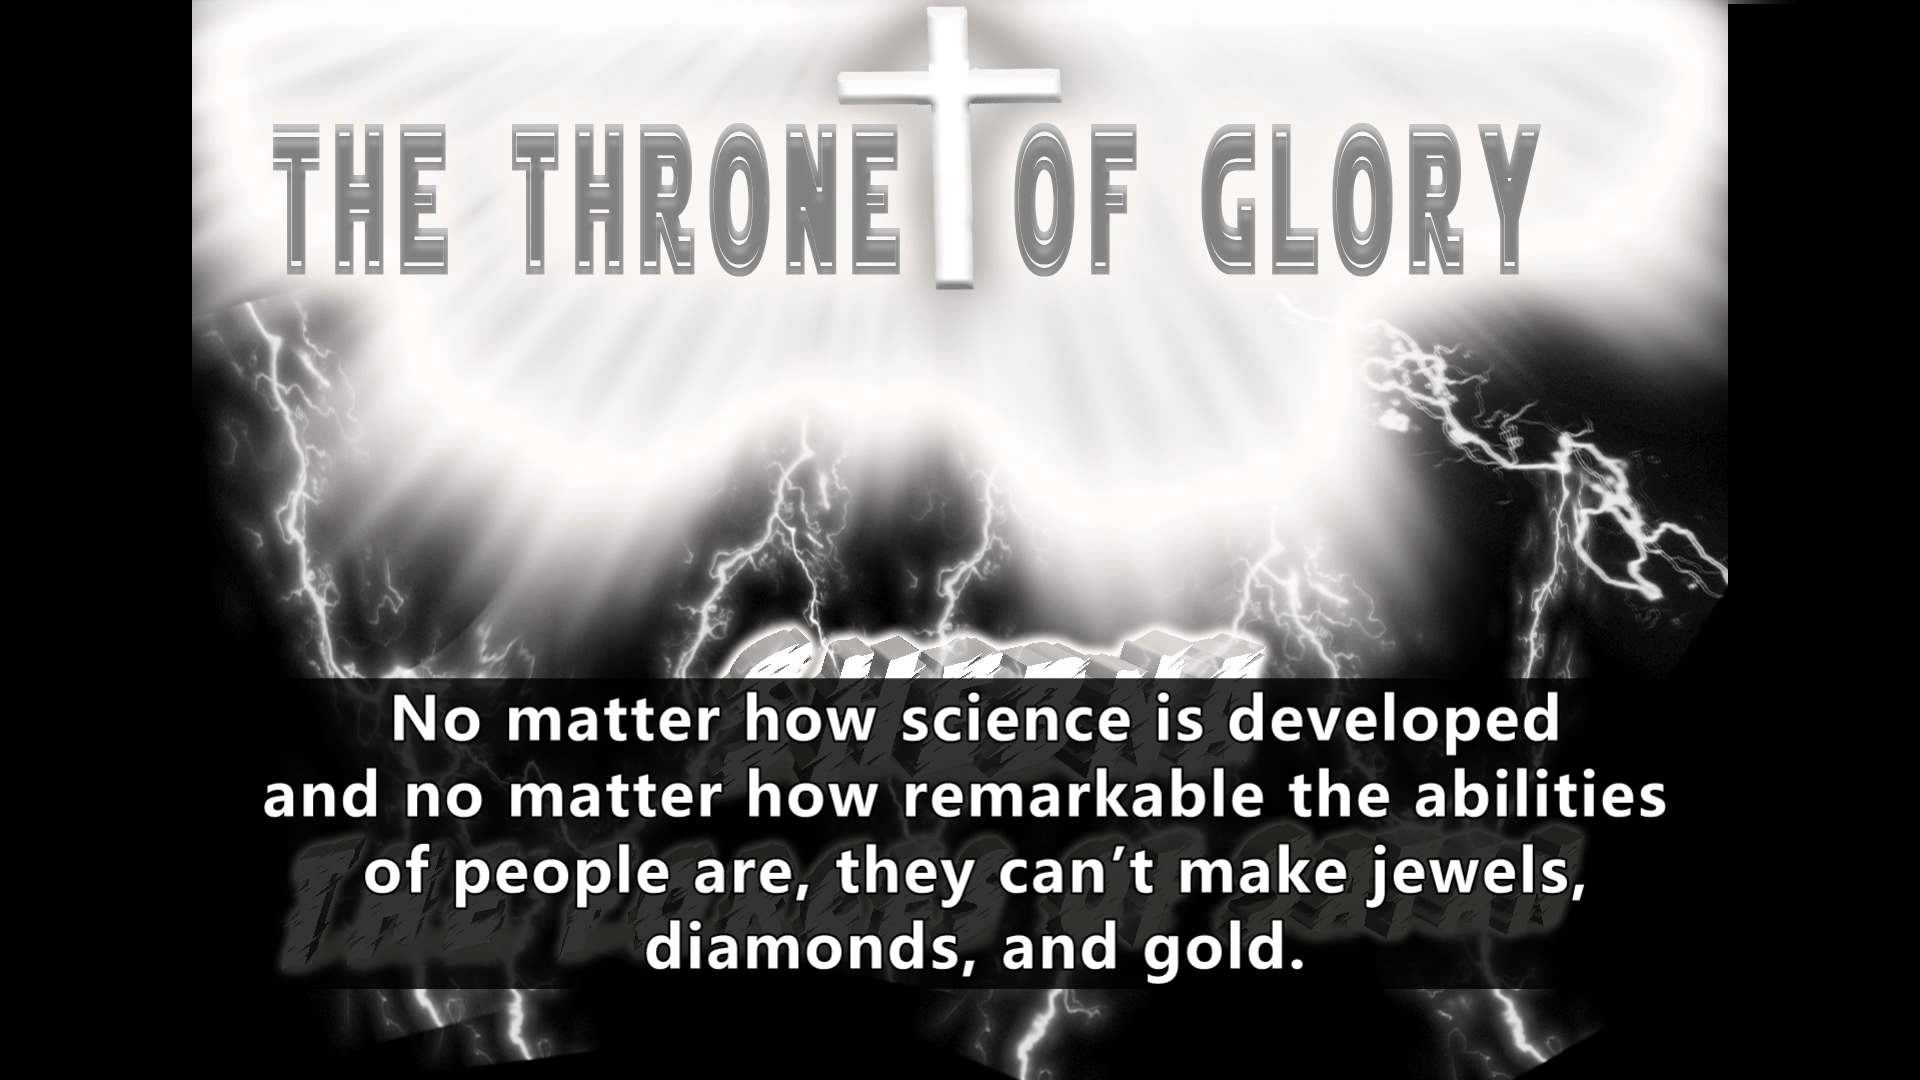 THE THRONE OF GLORY
No matter how science is developed
and no matter how remarkable the abilities
of people are, they can’t make jewels,
diamonds, and gold.